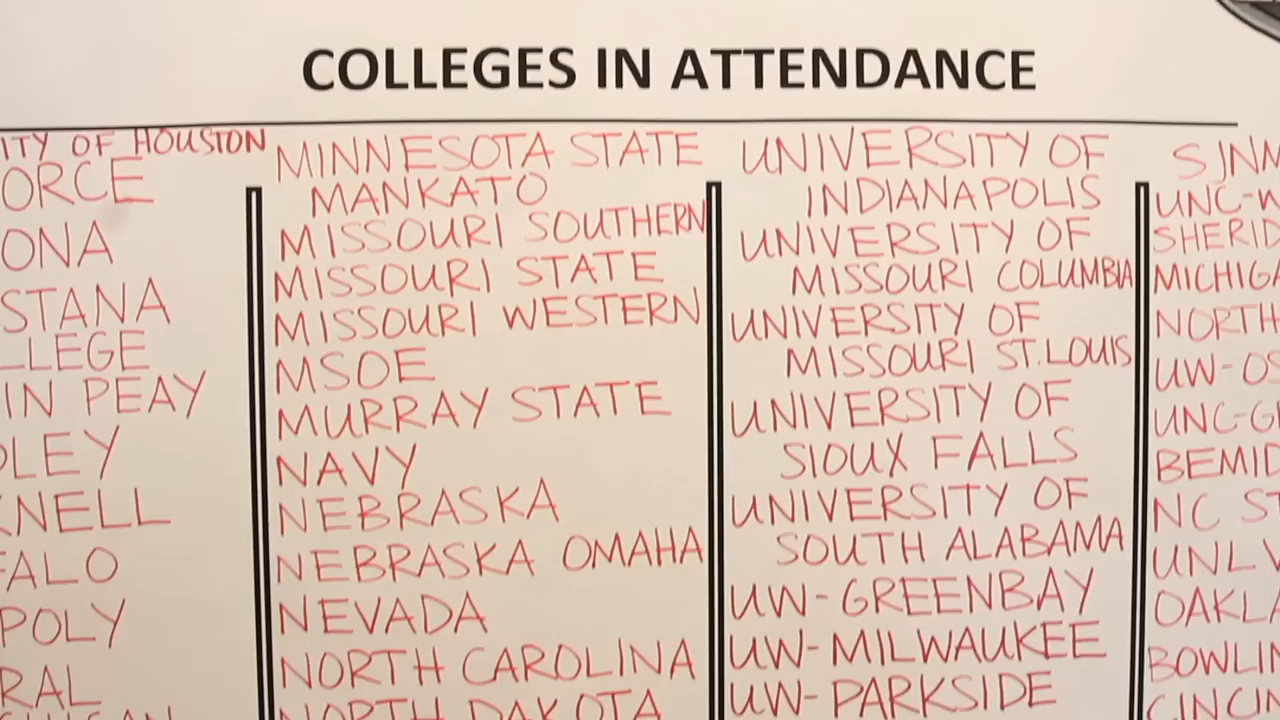 COLLEGES IN ATTENDANCE
ITY OF HOUSTON
ORCE
ONA
STANA
LLEGE
IN PEAY
LEY
NELL
ALO
POLY
RAL
MINNESOTA STATE
MANKATO
MISSOURI SOUTHERN
MISSOURI STATE
MISSOURI WESTERN
MSOE
MURRAY STATE
NAVY
NEBRASKA
NEBRASKA OMAHA
NEVADA
NORTH CAROLINA
NORTH DAKOTA
UNIVERSITY OF
INDIANAPOLIS
UNIVERSITY OF
MISSOURI COLUMBIA
UNIVERSITY OF
MISSOURI ST.LOUIS
UNIVERSITY OF
SIOUX FALLS
UNIVERSITY OF
SOUTH ALABAMA
UW-GREENBAY
UW-MILWAUKEE
UW-PARKSIDE
SJNM
UNC-W
SHERID
MICHIGA
NORTH
UW-OS
UNC-G
BEMID
NC ST
UNLV
OAKLA
BOWLIN
CINCIN